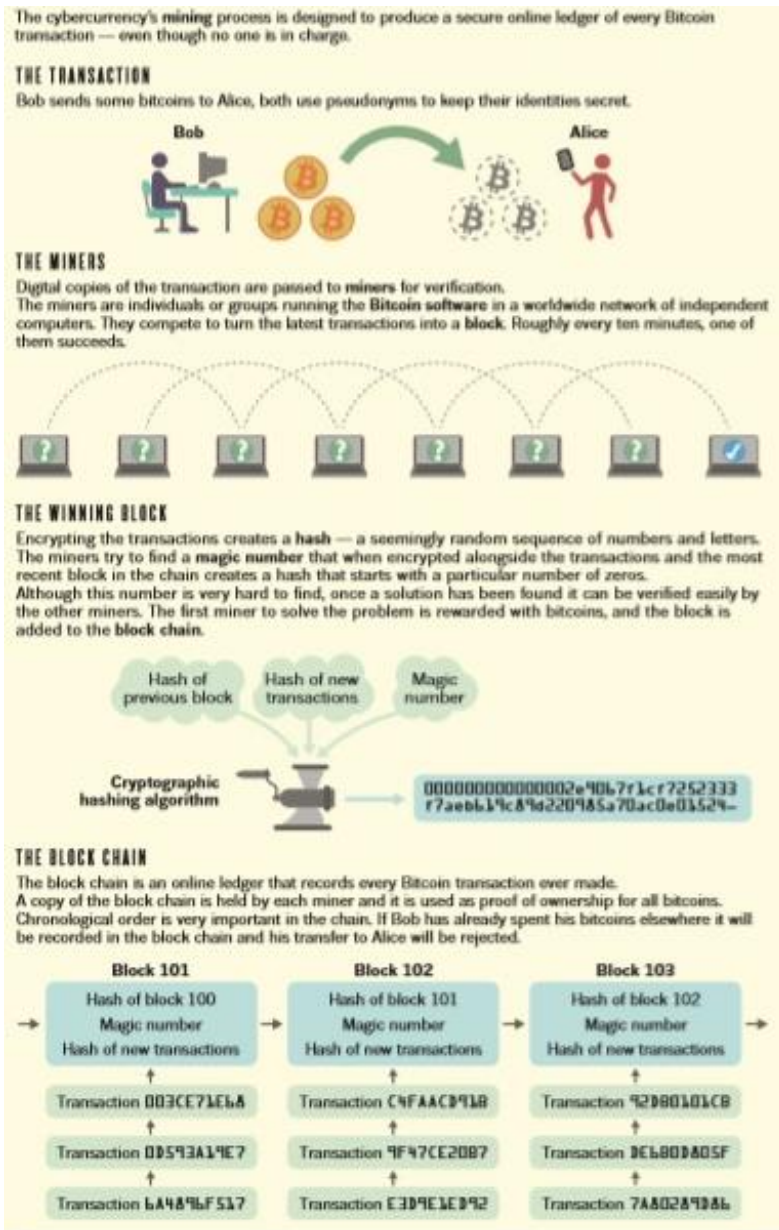 The cybercurrency's mining process is designed to produce a secure online ledger of every Bitcoin
transaction — even though no one is in charge.
THE TRANSACTION
Bob sends some bitcoins to Alice, both use pseudonyms to keep their identities secret.
Bob
Alice
THE MINERS
Digital copies of the transaction are passed to miners for verification.
The miners are individuals or groups running the Bitcoin software in a worldwide network of independent
computers. They compete to turn the latest transactions into a block. Roughly every ten minutes, one of
them succeeds.
? ? ? ? ? ? ?
THE WINNING BLOCK
Encrypting the transactions creates a hash — a seemingly random sequence of numbers and letters.
The miners try to find a magic number that when encrypted alongside the transactions and the most
recent block in the chain creates a hash that starts with a particular number of zeros.
Although this number is very hard to find, once a solution has been found it can be verified easily by
the other miners. The first miner to solve the problem is rewarded with bitcoins, and the block is
added to the block chain.
Hash of
previous block
Hash of new
transactions
Magic
number
Cryptographic
hashing algorithm
THE BLOCK CHAIN
The block chain is an online ledger that records every Bitcoin transaction ever made.
A copy of the block chain is held by each miner and it is used as proof of ownership for all bitcoins.
Chronological order is very important in the chain. If Bob has already spent his bitcoins elsewhere it will
be recorded in the block chain and his transfer to Alice will be rejected.
Block 101
Hash of block 100
Magic number
Hash of new transactions
Transaction 003CE71E68
Transaction 0D593A19E7
Transaction 6A4896F517
Block 102
Hash of block 101
Magic number
Hash of new transactions
Transaction C4FAACD91B
Transaction 9F47CE20B7
Transaction E3D9E1ED92
Block 103
Hash of block 102
Magic number
Hash of new transactions
Transaction 92DB0101CB
Transaction DE680D805F
Transaction 7A80289D86